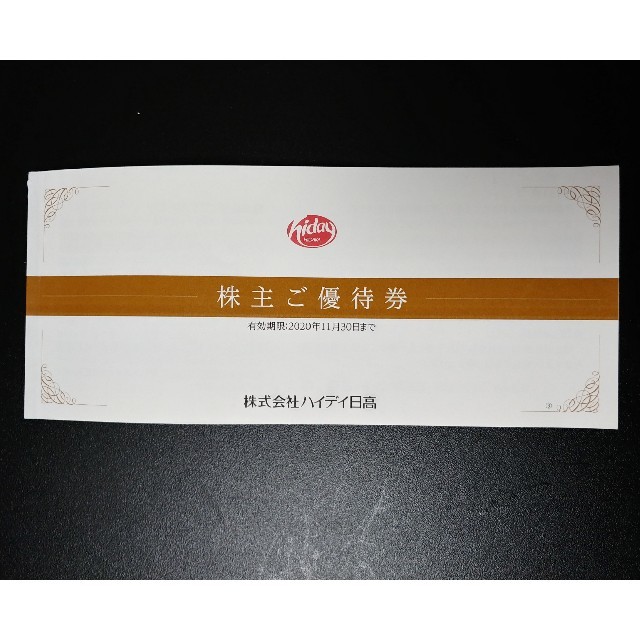 hiday
株主ご優待券
有効期限:2020年11月30日まで
株式会社ハイデイ日高